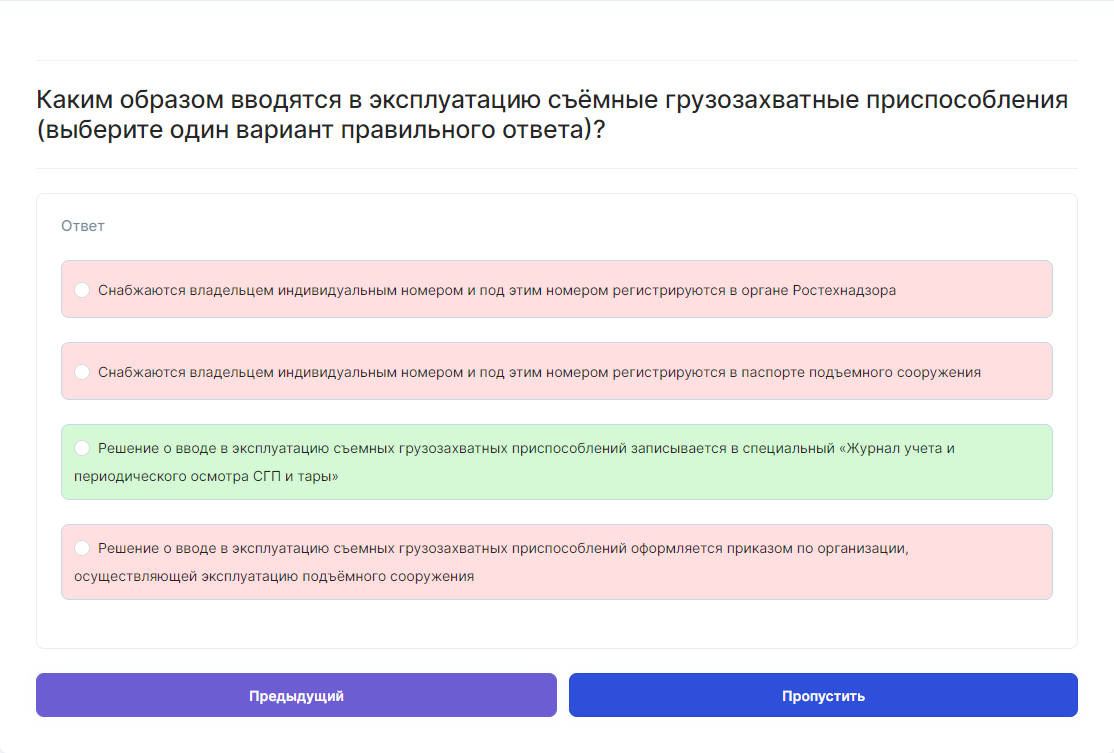 Каким образом вводятся в эксплуатацию съёмные грузозахватные приспособления
(выберите один вариант правильного ответа)?
Ответ
Снабжаются владельцем индивидуальным номером и под этим номером регистрируются в органе Ростехнадзора
Снабжаются владельцем индивидуальным номером и под этим номером регистрируются в паспорте подъемного сооружения
Решение о вводе в эксплуатацию съемных грузозахватных приспособлений записывается в специальный «Журнал учета и
периодического осмотра СГП и тары»
Решение о вводе в эксплуатацию съемных грузозахватных приспособлений оформляется приказом по организации,
осуществляющей эксплуатацию подъёмного сооружения
Предыдущий
Пропустить